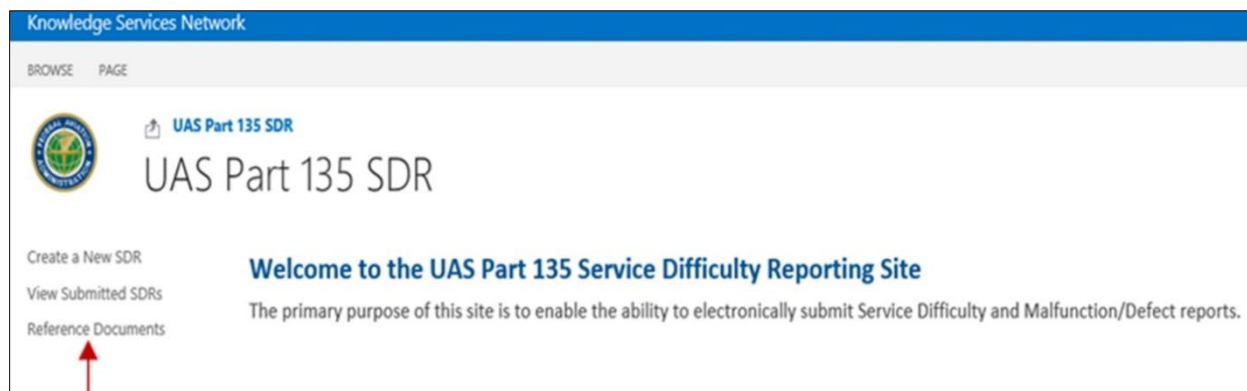 Knowledge Services Network
BROWSE PAGE
UAS Part 135 SDR
UAS Part 135 SDR
Create a New SDR
View Submitted SDRs
Reference Documents
Welcome to the UAS Part 135 Service Difficulty Reporting Site
The primary purpose of this site is to enable the ability to electronically submit Service Difficulty and Malfunction/Defect reports.